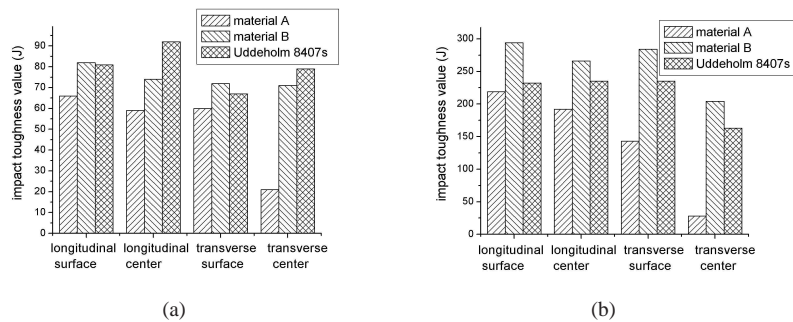 material A
material B
Uddeholm 8407s
impact toughness value (J)
90
80
70
60
50
40
30
20
10
0
longitudinal surface
longitudinal center
transverse surface
transverse center
(a)
material A
material B
Uddeholm 8407s
impact toughness value (J)
300
250
200
150
100
50
0
longitudinal surface
longitudinal center
transverse surface
transverse center
(b)